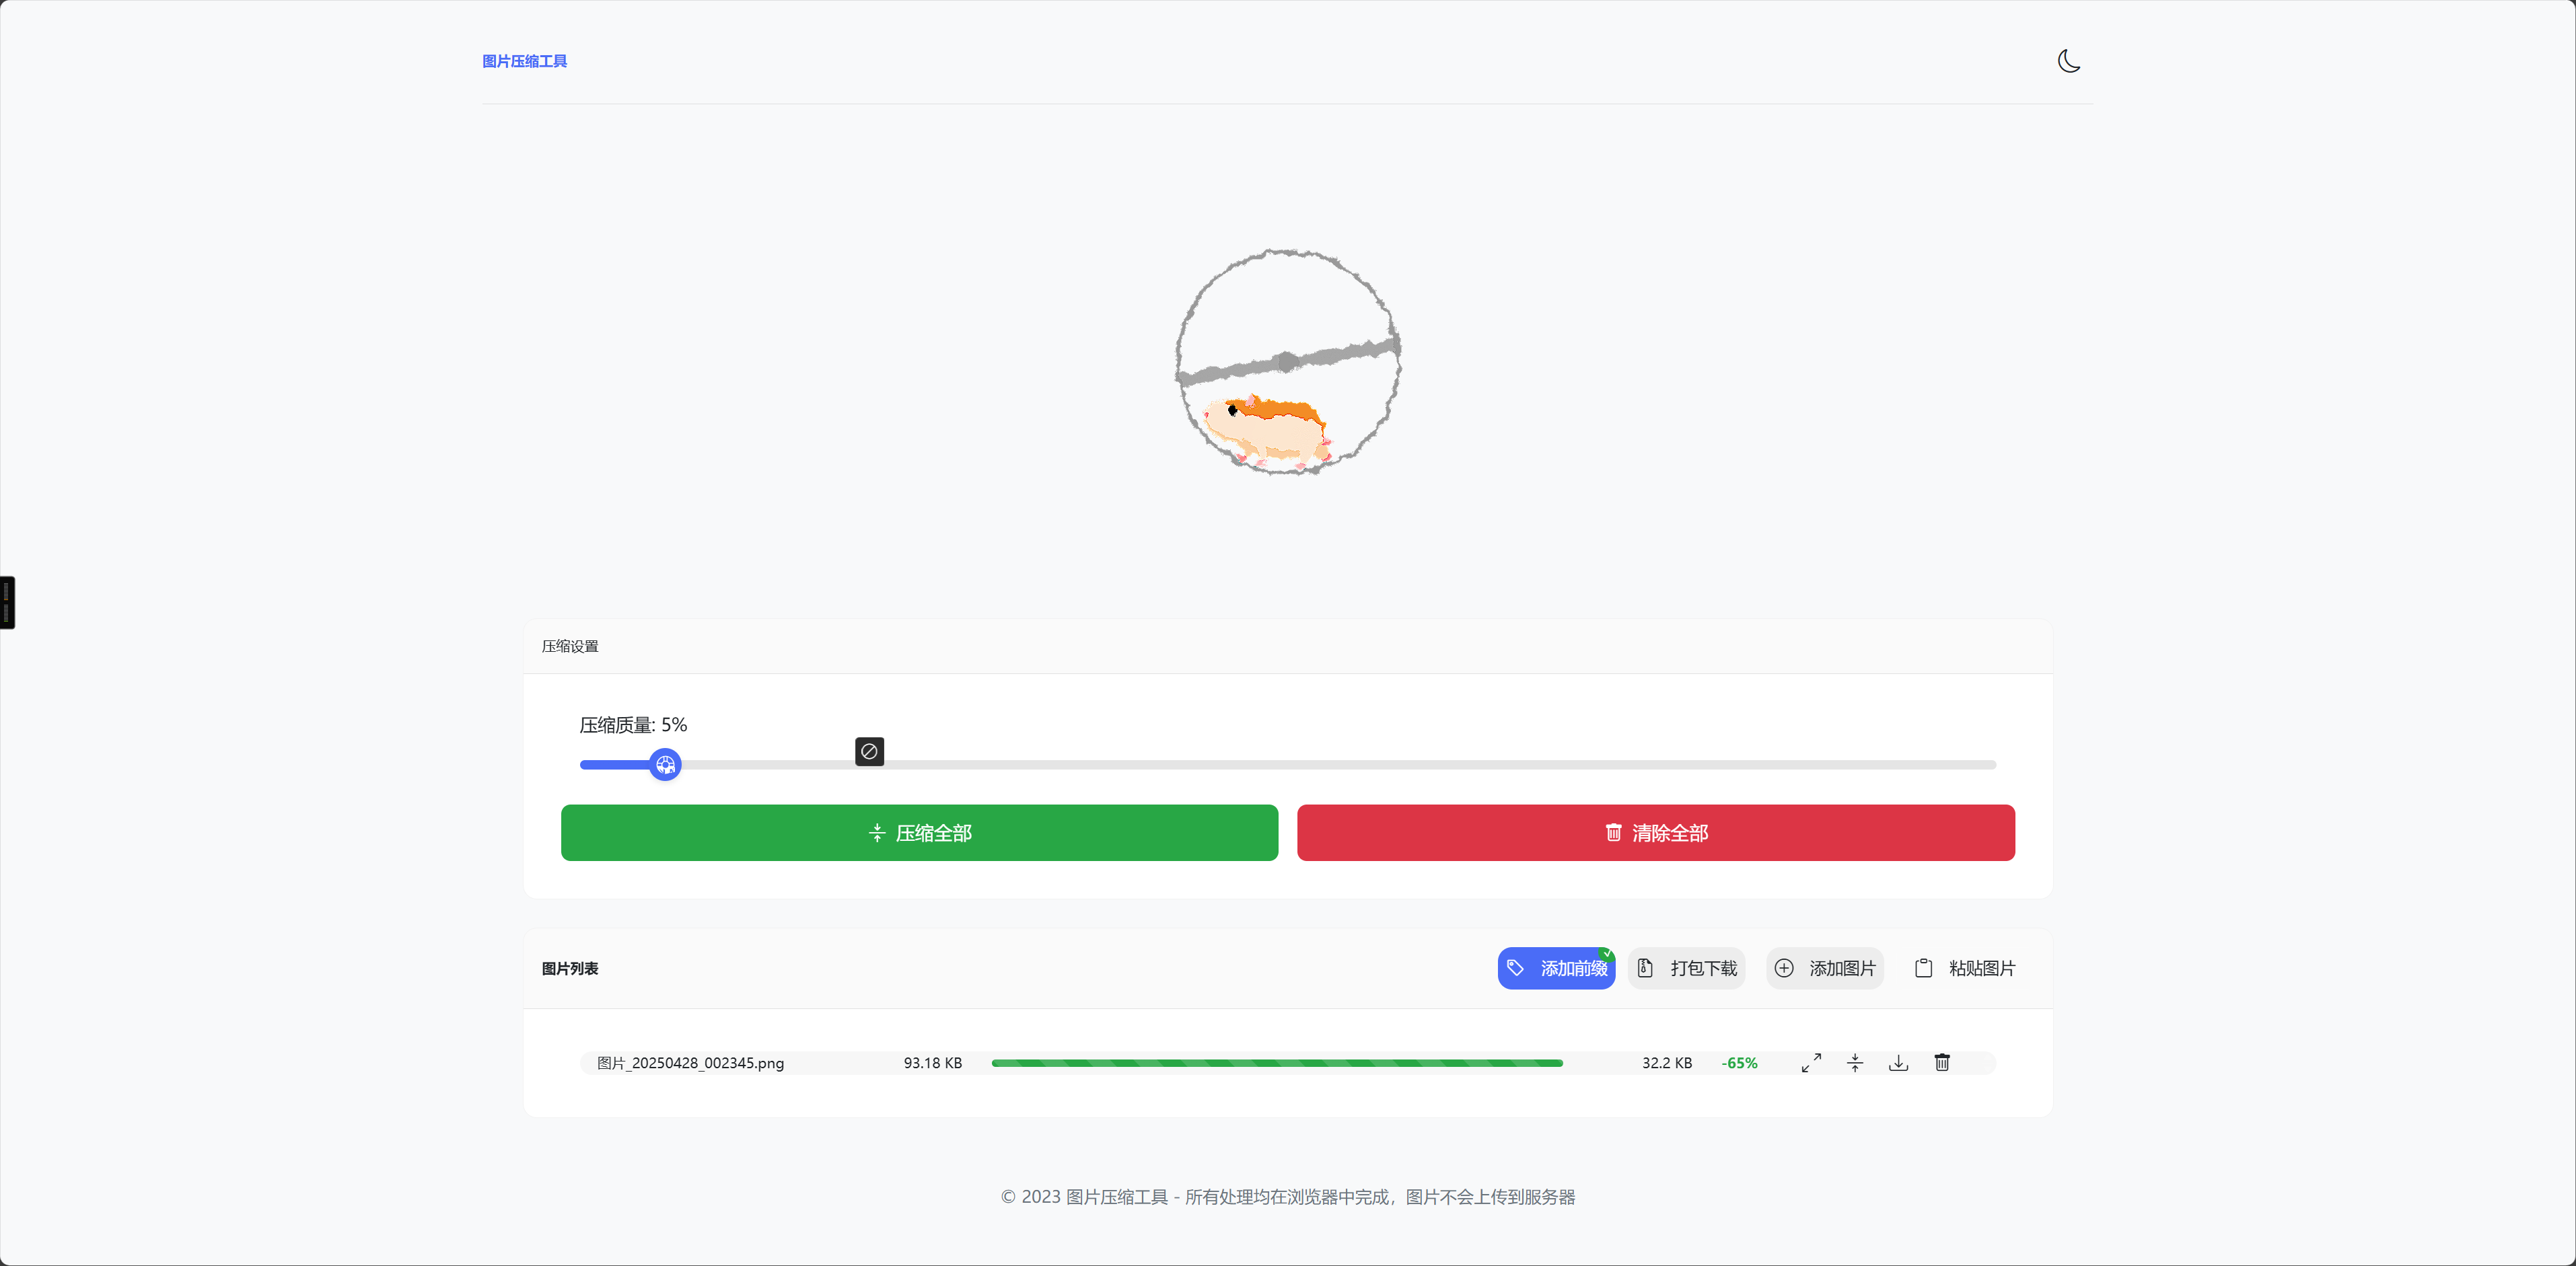 图片压缩工具
压缩设置
压缩质量: 5%
压缩全部
清除全部
图片列表
添加前缀
打包下载
添加图片
粘贴图片
图片_20250428_002345.png 93.18 KB 32.2 KB -65%
© 2023 图片压缩工具 - 所有处理均在浏览器中完成，图片不会上传到服务器